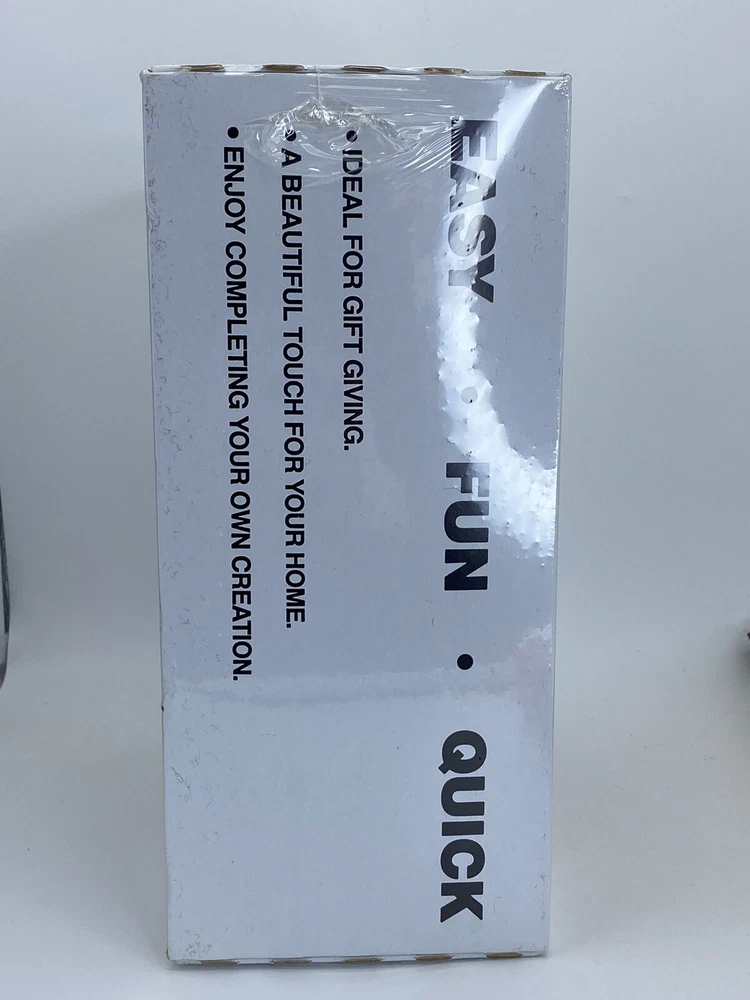 EASY • FUN • QUICK
• IDEAL FOR GIFT GIVING.
• A BEAUTIFUL TOUCH FOR YOUR HOME.
• ENJOY COMPLETING YOUR OWN CREATION.